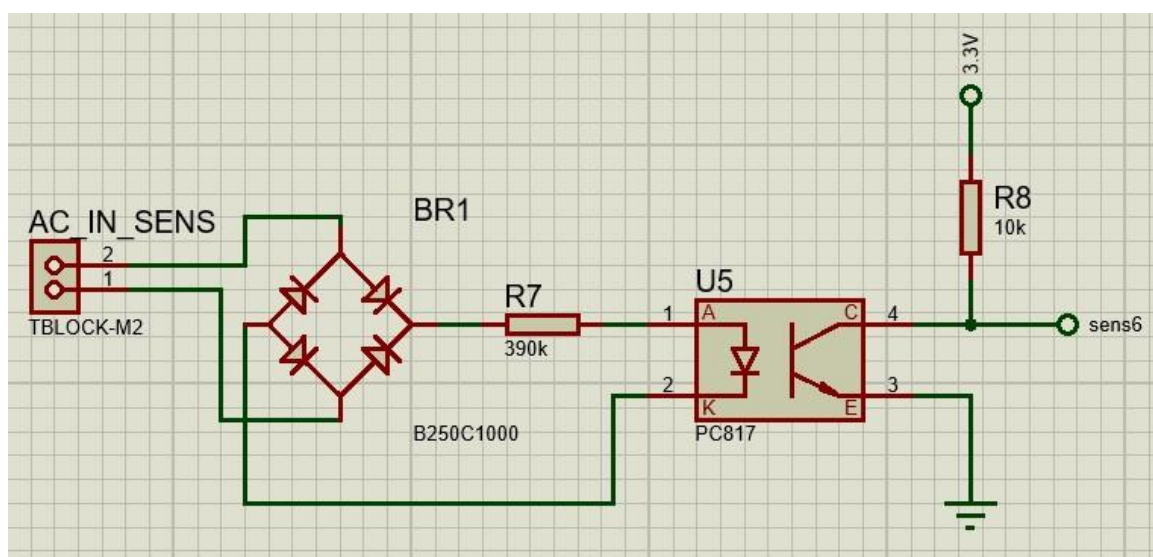 3.3V
AC_IN_SENS
BR1
R8
10k
2
1
TBLOCK-M2
U5
R7
390k
1
A
C
4
sens6
2
K
E
3
B250C1000
PC817